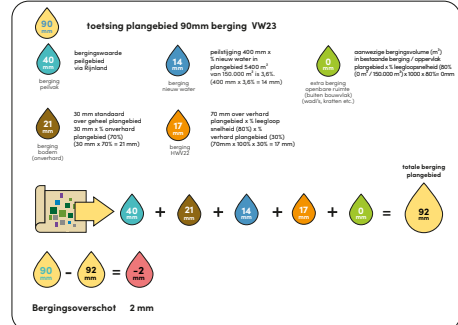 90
mm
toetsing plangebied 90mm berging VW23
40
mm
bergingswaarde
peilgebied
via Rijnland
berging
peilvak
14
mm
peilstijging 400 mm x
% nieuw water in
plangebied 5400 m²
van 150.000 m² is 3,6%.
(400 mm x 3,6% = 14 mm)
berging
nieuw water
0
mm
aanwezige bergingsvolume (m³)
in bestaande berging / oppervlak
plangebied x % leegloopsnelheid (80%)
(0 m³ / 150.000 m²) x 1000 x 80% = 0mm
extra berging
openbare ruimte
(buiten bouwvlak)
(wadi's, kratten etc.)
21
mm
30 mm standaard
over geheel plangebied
30 mm x % onverhard
plangebied (70%)
(30 mm x 70% = 21 mm)
berging
bodem
(onverhard)
17
mm
70 mm over verhard
plangebied x % leegloop
snelheid (80%) x %
verhard plangebied (30%)
(70mm x 100% x 30% = 17 mm)
berging
HWV22
totale berging
plangebied
40 mm + 21 mm + 14 mm + 17 mm + 0 mm = 92 mm
90 mm - 92 mm = -2 mm
Bergingsoverschot 2 mm